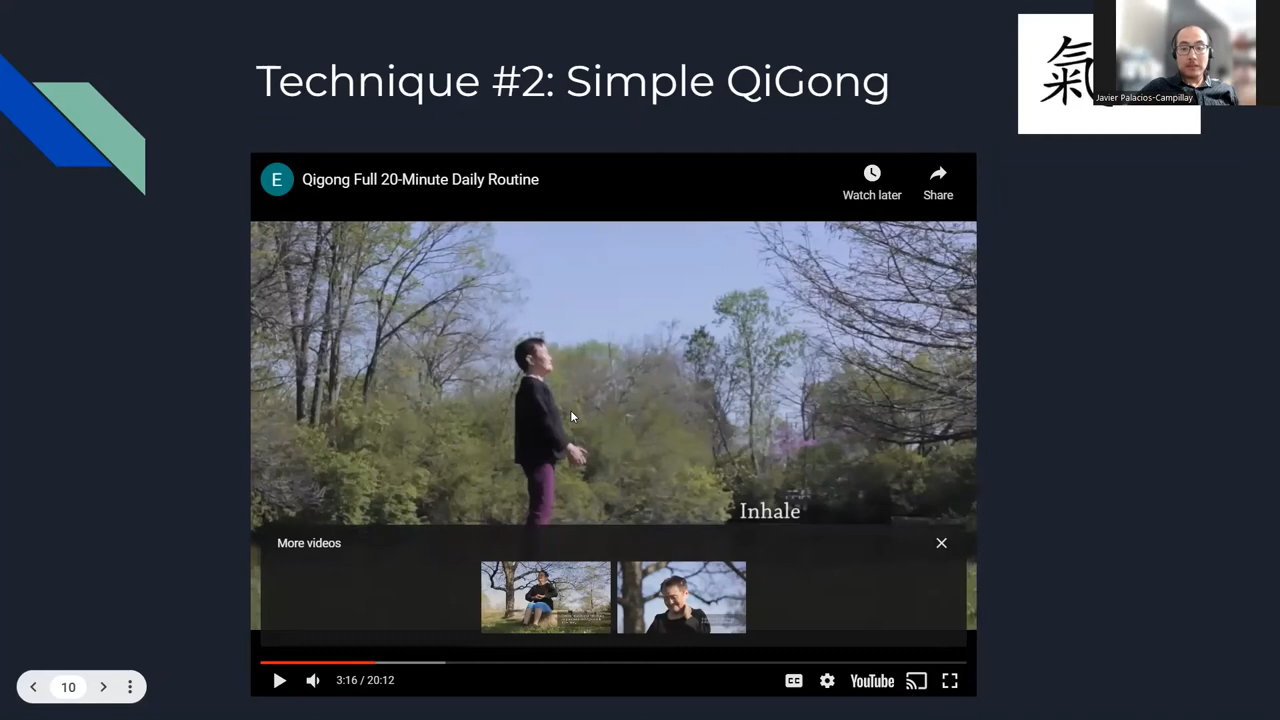 Technique #2: Simple QiGong
氣
Javier Palacios-Campillay
E
Qigong Full 20-Minute Daily Routine
Watch later
Share
Inhale
More videos
3:16 / 20:12
CC
YouTube
10